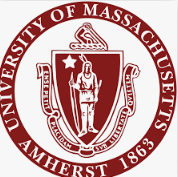 UNIVERSITY OF MASSACHUSETTS
AMHERST 1863